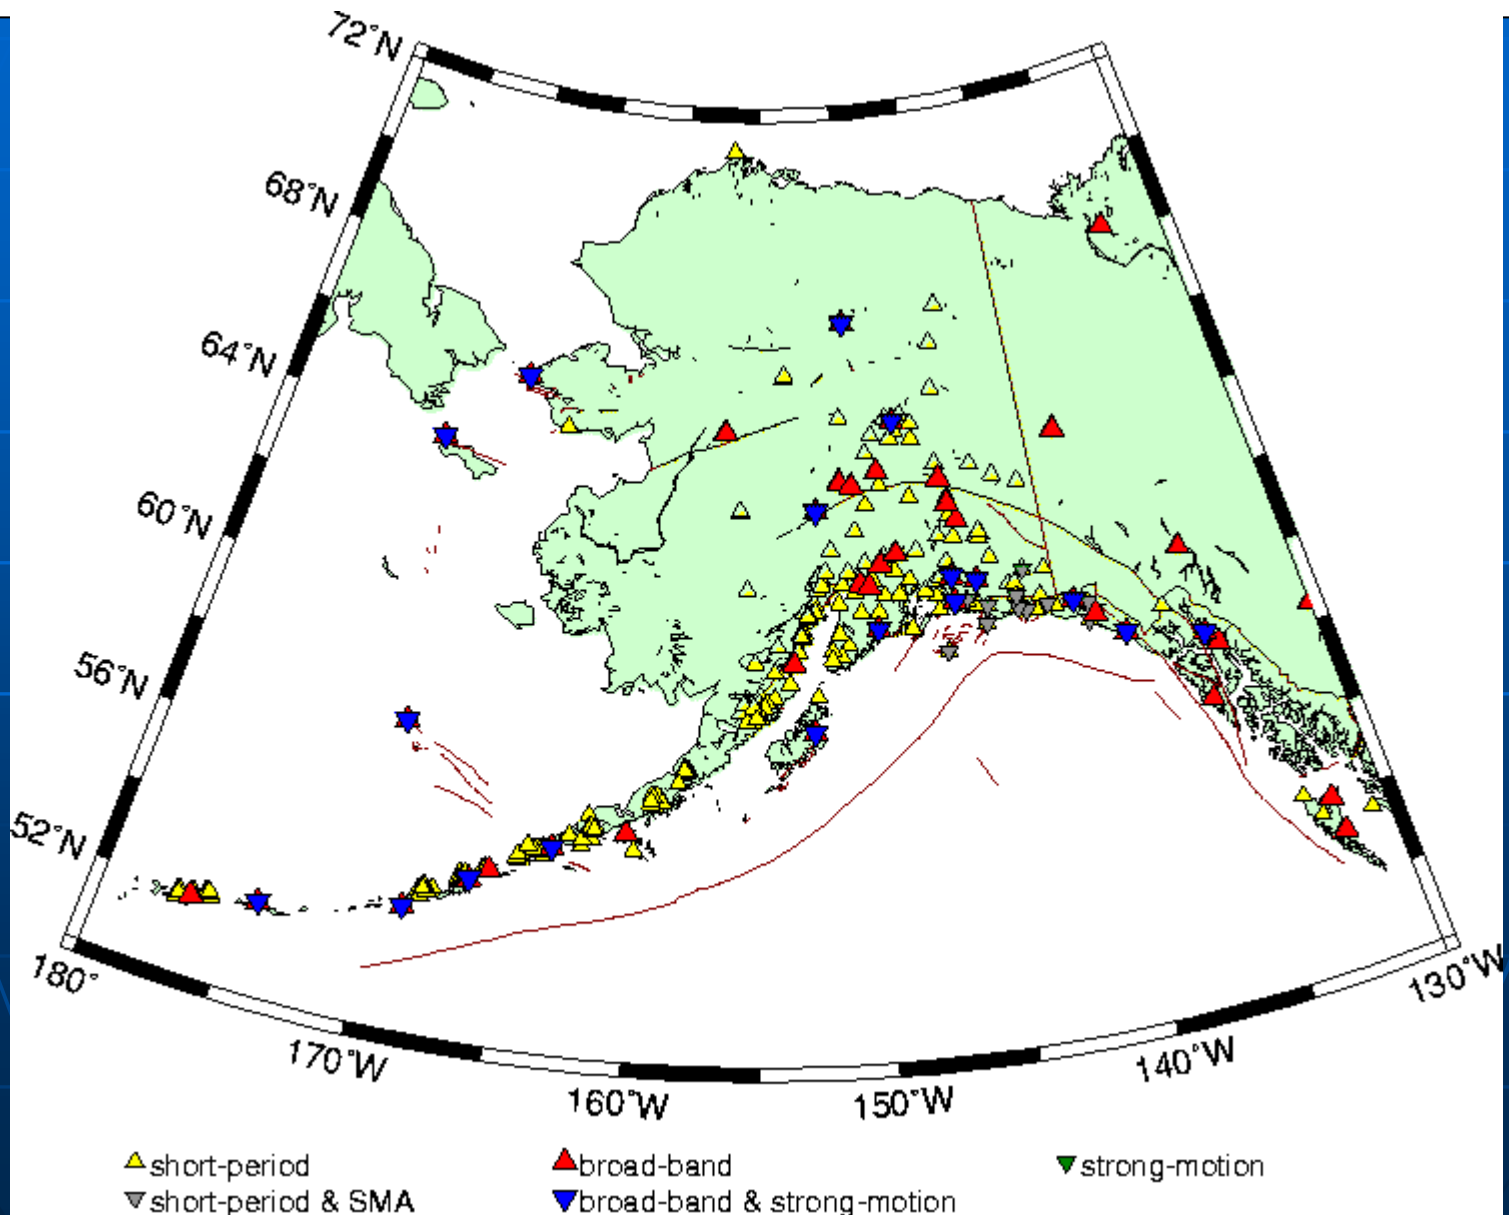 72°N
68°N
64°N
60°N
56°N
52°N
180°
170°W
160°W
150°W
140°W
130°W
short-period
broad-band
strong-motion
short-period & SMA
broad-band & strong-motion